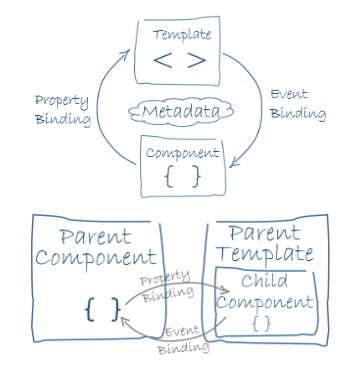 Template
< >
Property
Binding
Event
Binding
Metadata
Component
{ }
Parent
Component
{ }
Parent
Template
Property
Binding
Child
Component
{ }
Event
Binding